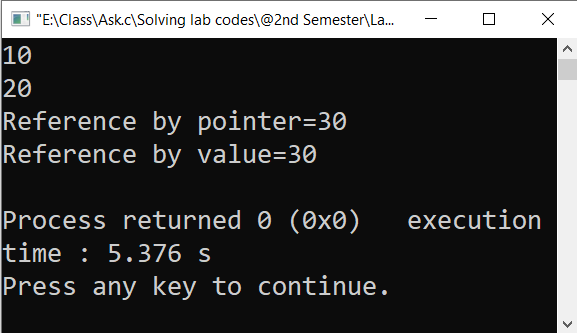 "E:\Class\Ask.c\Solving lab codes\@2nd Semester\La...
10
20
Reference by pointer=30
Reference by value=30
Process returned 0 (0x0)   execution
time : 5.376 s
Press any key to continue.